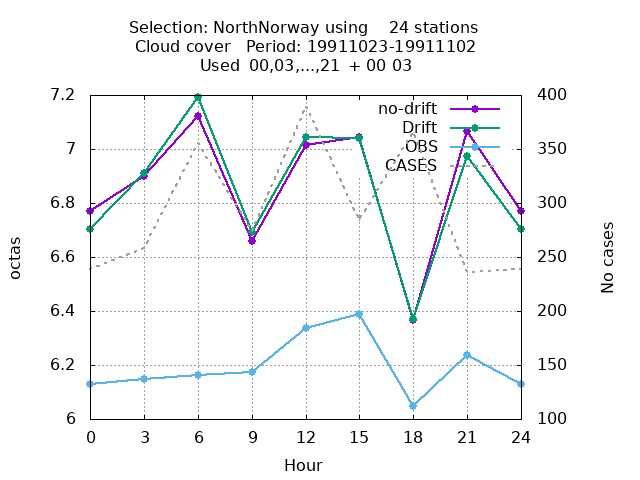 Selection: NorthNorway using    24 stations
Cloud cover   Period: 19911023-19911102
Used  00,03,...,21  + 00 03
7.2
7
6.8
6.6
6.4
6.2
6
400
350
300
250
200
150
100
no-drift
Drift
OBS
CASES
octas
No cases
0 3 6 9 12 15 18 21 24
Hour